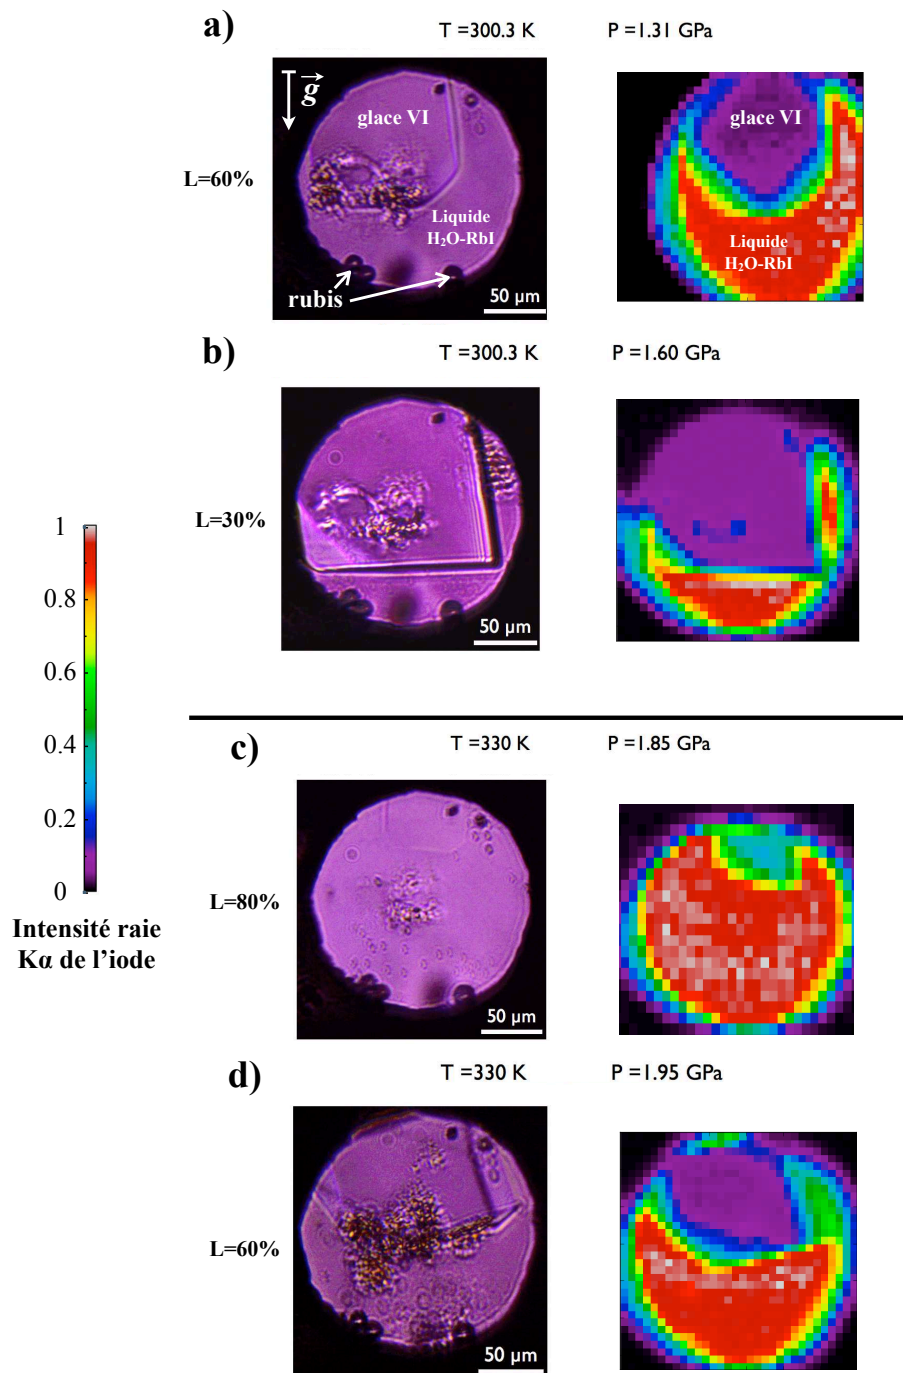 a)
T =300.3 K
P =1.31 GPa
g
glace VI
glace VI
L=60%
Liquide
H₂O-RbI
Liquide
H₂O-RbI
rubis
50 µm
b)
T =300.3 K
P =1.60 GPa
L=30%
50 µm
1
0.8
0.6
0.4
0.2
0
Intensité raie
Kα de l’iode
c)
T =330 K
P =1.85 GPa
L=80%
50 µm
d)
T =330 K
P =1.95 GPa
L=60%
50 µm